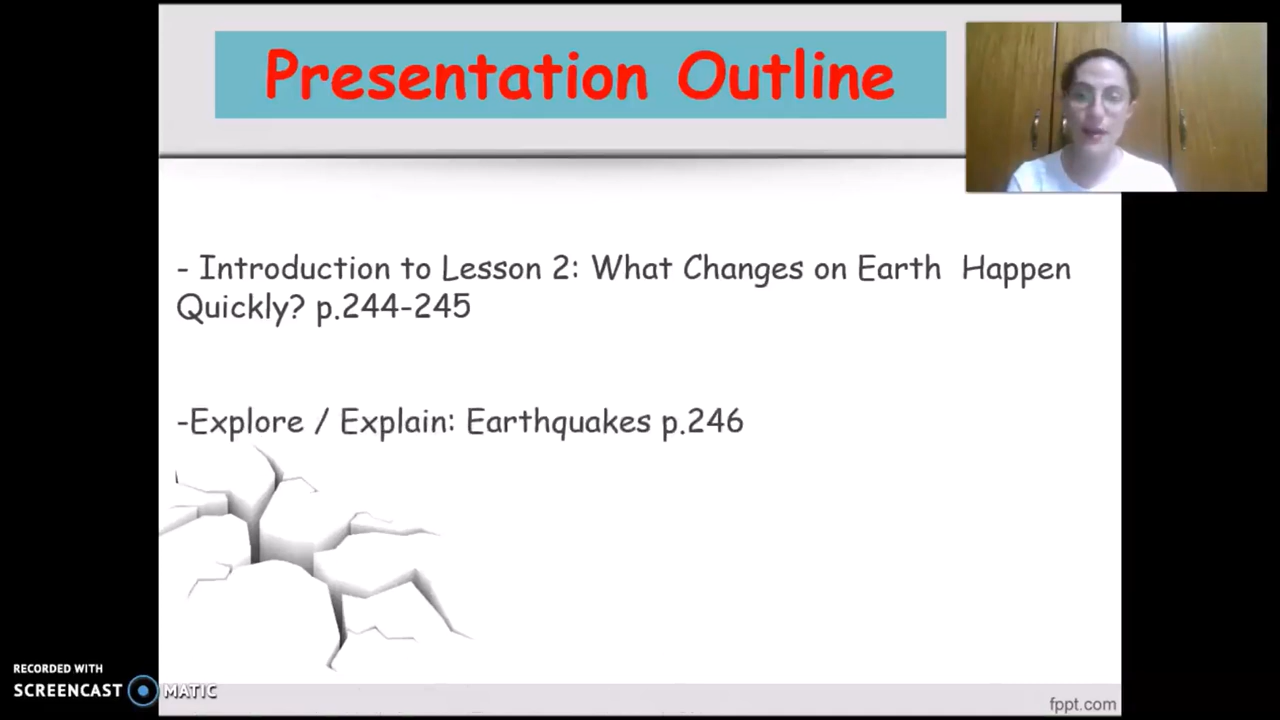 Presentation Outline
- Introduction to Lesson 2: What Changes on Earth Happen
Quickly? p.244-245
-Explore / Explain: Earthquakes p.246
RECORDED WITH
SCREENCAST MATIC
fppt.com